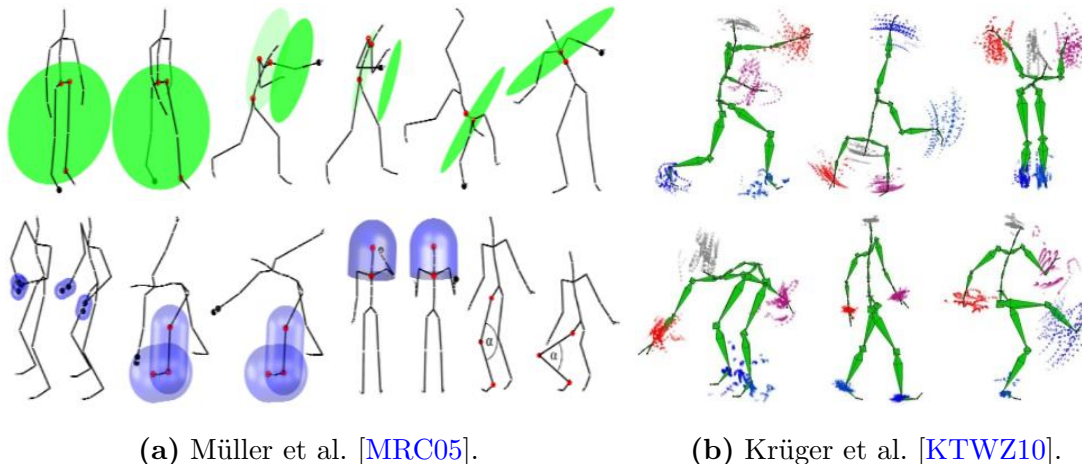 α
α
(a) Müller et al. [MRC05].
(b) Krüger et al. [KTWZ10].